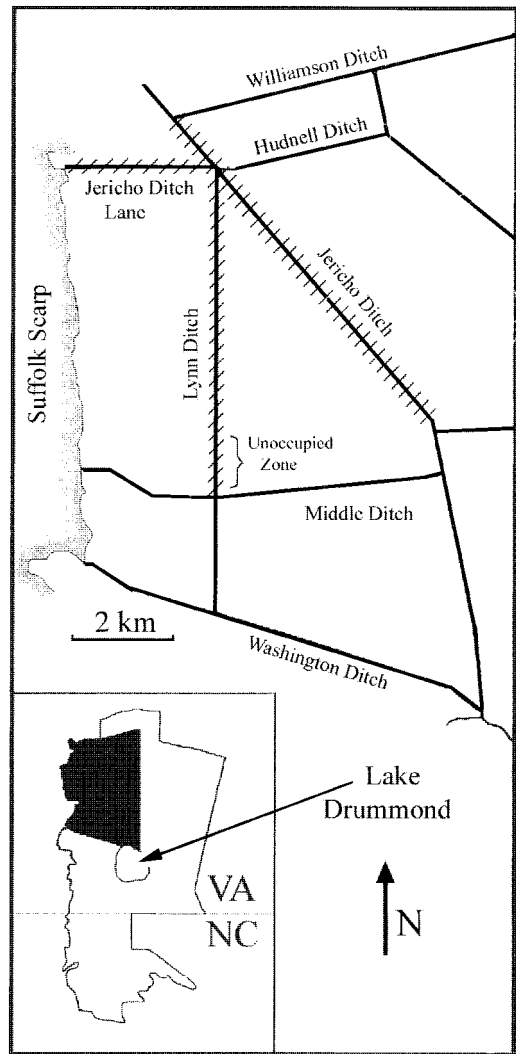 Williamson Ditch
Hudnell Ditch
Jericho Ditch
Lane
Jericho Ditch
Suffolk Scarp
Lynn Ditch
Unoccupied
Zone
Middle Ditch
2 km
Washington Ditch
Lake
Drummond
VA
NC
N